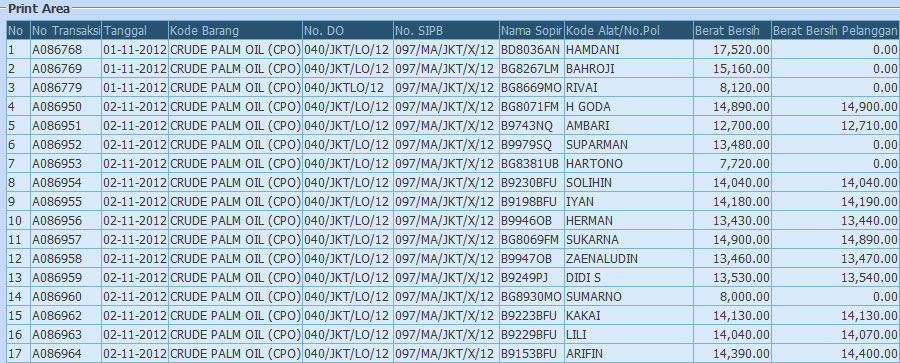 Print Area
No No Transaksi Tanggal Kode Barang No. DO No. SIPB Nama Sopir Kode Alat/No.Pol Berat Bersih Berat Bersih Pelanggan
1 A086768 01-11-2012 CRUDE PALM OIL (CPO) 040/JKT/LO/12 097/MA/JKT/X/12 BD8036AN HAMDANI 17,520.00 0.00
2 A086769 01-11-2012 CRUDE PALM OIL (CPO) 040/JKT/LO/12 097/MA/JKT/X/12 BG8267LM BAHROJI 15,160.00 0.00
3 A086779 01-11-2012 CRUDE PALM OIL (CPO) 040/JKTLO/12 097/MA/JKT/X/12 BG8669MO RIVAI 8,120.00 0.00
4 A086950 02-11-2012 CRUDE PALM OIL (CPO) 040/JKT/LO/12 097/MA/JKT/X/12 BG8071FM H GODA 14,890.00 14,900.00
5 A086951 02-11-2012 CRUDE PALM OIL (CPO) 040/JKT/LO/12 097/MA/JKT/X/12 B9743NQ AMBARI 12,700.00 12,710.00
6 A086952 02-11-2012 CRUDE PALM OIL (CPO) 040/JKT/LO/12 097/MA/JKT/X/12 B9979SQ SUPARMAN 13,480.00 0.00
7 A086953 02-11-2012 CRUDE PALM OIL (CPO) 040/JKT/LO/12 097/MA/JKT/X/12 BG8381UB HARTONO 7,720.00 0.00
8 A086954 02-11-2012 CRUDE PALM OIL (CPO) 040/JKT/LO/12 097/MA/JKT/X/12 B9230BFU SOLIHIN 14,040.00 14,040.00
9 A086955 02-11-2012 CRUDE PALM OIL (CPO) 040/JKT/LO/12 097/MA/JKT/X/12 B9198BFU IYAN 14,180.00 14,190.00
10 A086956 02-11-2012 CRUDE PALM OIL (CPO) 040/JKT/LO/12 097/MA/JKT/X/12 B9946OB HERMAN 13,430.00 13,440.00
11 A086957 02-11-2012 CRUDE PALM OIL (CPO) 040/JKT/LO/12 097/MA/JKT/X/12 BG8069FM SUKARNA 14,900.00 14,890.00
12 A086958 02-11-2012 CRUDE PALM OIL (CPO) 040/JKT/LO/12 097/MA/JKT/X/12 B9947OB ZAENALUDIN 13,460.00 13,470.00
13 A086959 02-11-2012 CRUDE PALM OIL (CPO) 040/JKT/LO/12 097/MA/JKT/X/12 B9249PJ DIDI S 13,530.00 13,540.00
14 A086960 02-11-2012 CRUDE PALM OIL (CPO) 040/JKT/LO/12 097/MA/JKT/X/12 BG8930MO SUMARNO 8,000.00 0.00
15 A086962 02-11-2012 CRUDE PALM OIL (CPO) 040/JKT/LO/12 097/MA/JKT/X/12 B9223BFU KAKAI 14,130.00 14,130.00
16 A086963 02-11-2012 CRUDE PALM OIL (CPO) 040/JKT/LO/12 097/MA/JKT/X/12 B9229BFU LILI 14,040.00 14,070.00
17 A086964 02-11-2012 CRUDE PALM OIL (CPO) 040/JKT/LO/12 097/MA/JKT/X/12 B9153BFU ARIFIN 14,390.00 14,400.00